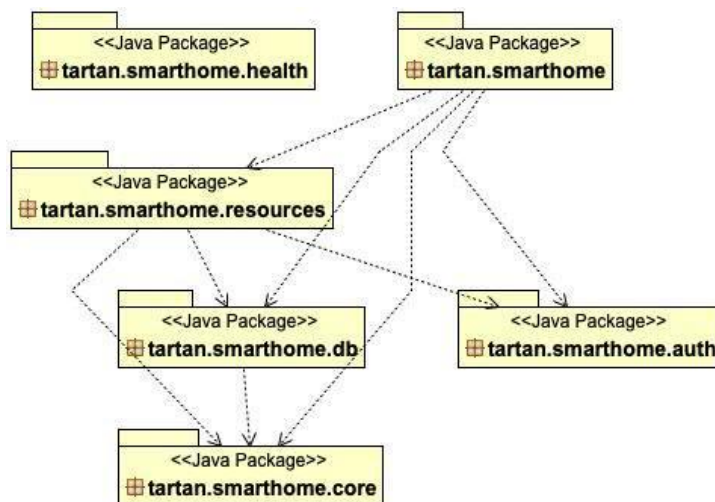 <<Java Package>>
tartan.smarthome.health
<<Java Package>>
tartan.smarthome
<<Java Package>>
tartan.smarthome.resources
<<Java Package>>
tartan.smarthome.db
<<Java Package>>
tartan.smarthome.auth
<<Java Package>>
tartan.smarthome.core